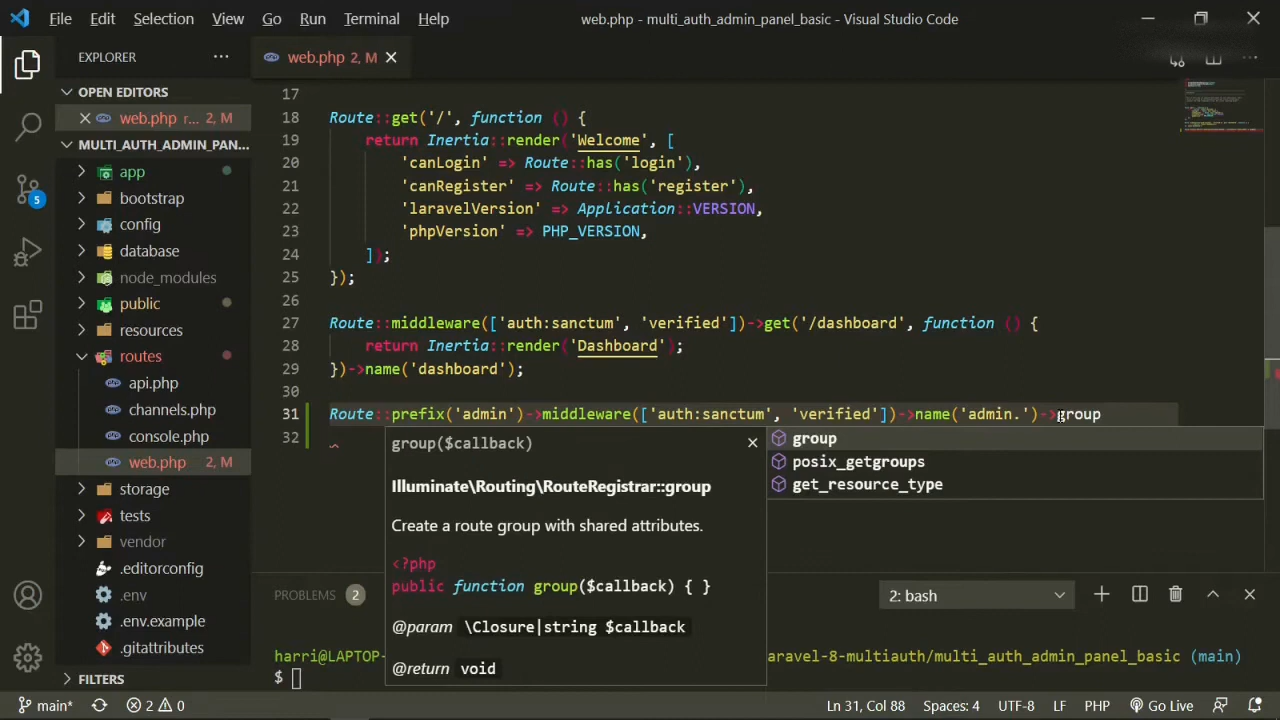 File Edit Selection View Go Run Terminal Help
web.php - multi_auth_admin_panel_basic - Visual Studio Code
EXPLORER
web.php 2, M
OPEN EDITORS
web.php r... 2, M
MULTI_AUTH_ADMIN_PAN...
app
bootstrap
config
database
node_modules
public
resources
routes
api.php
channels.php
console.php
web.php 2, M
storage
tests
vendor
.editorconfig
.env
.env.example
.gitattributes
FILTERS
5
17
18 Route::get('/', function () {
19 return Inertia::render('Welcome', [
20 'canLogin' => Route::has('login'),
21 'canRegister' => Route::has('register'),
22 'laravelVersion' => Application::VERSION,
23 'phpVersion' => PHP_VERSION,
24 ]);
25 });
26
27 Route::middleware(['auth:sanctum', 'verified'])->get('/dashboard', function () {
28 return Inertia::render('Dashboard');
29 })->name('dashboard');
30
31 Route::prefix('admin')->middleware(['auth:sanctum', 'verified'])->name('admin.')->group
32
group($callback)
Illuminate\Routing\RouteRegistrar::group
Create a route group with shared attributes.
<?php
public function group($callback) { }
@param \Closure|string $callback
@return void
group
posix_getgroups
get_resource_type
PROBLEMS 2
2: bash
harri@LAPTOP-
aravel-8-multiauth/multi_auth_admin_panel_basic (main)
$
main* 2 0 Ln 31, Col 88 Spaces: 4 UTF-8 LF PHP Go Live